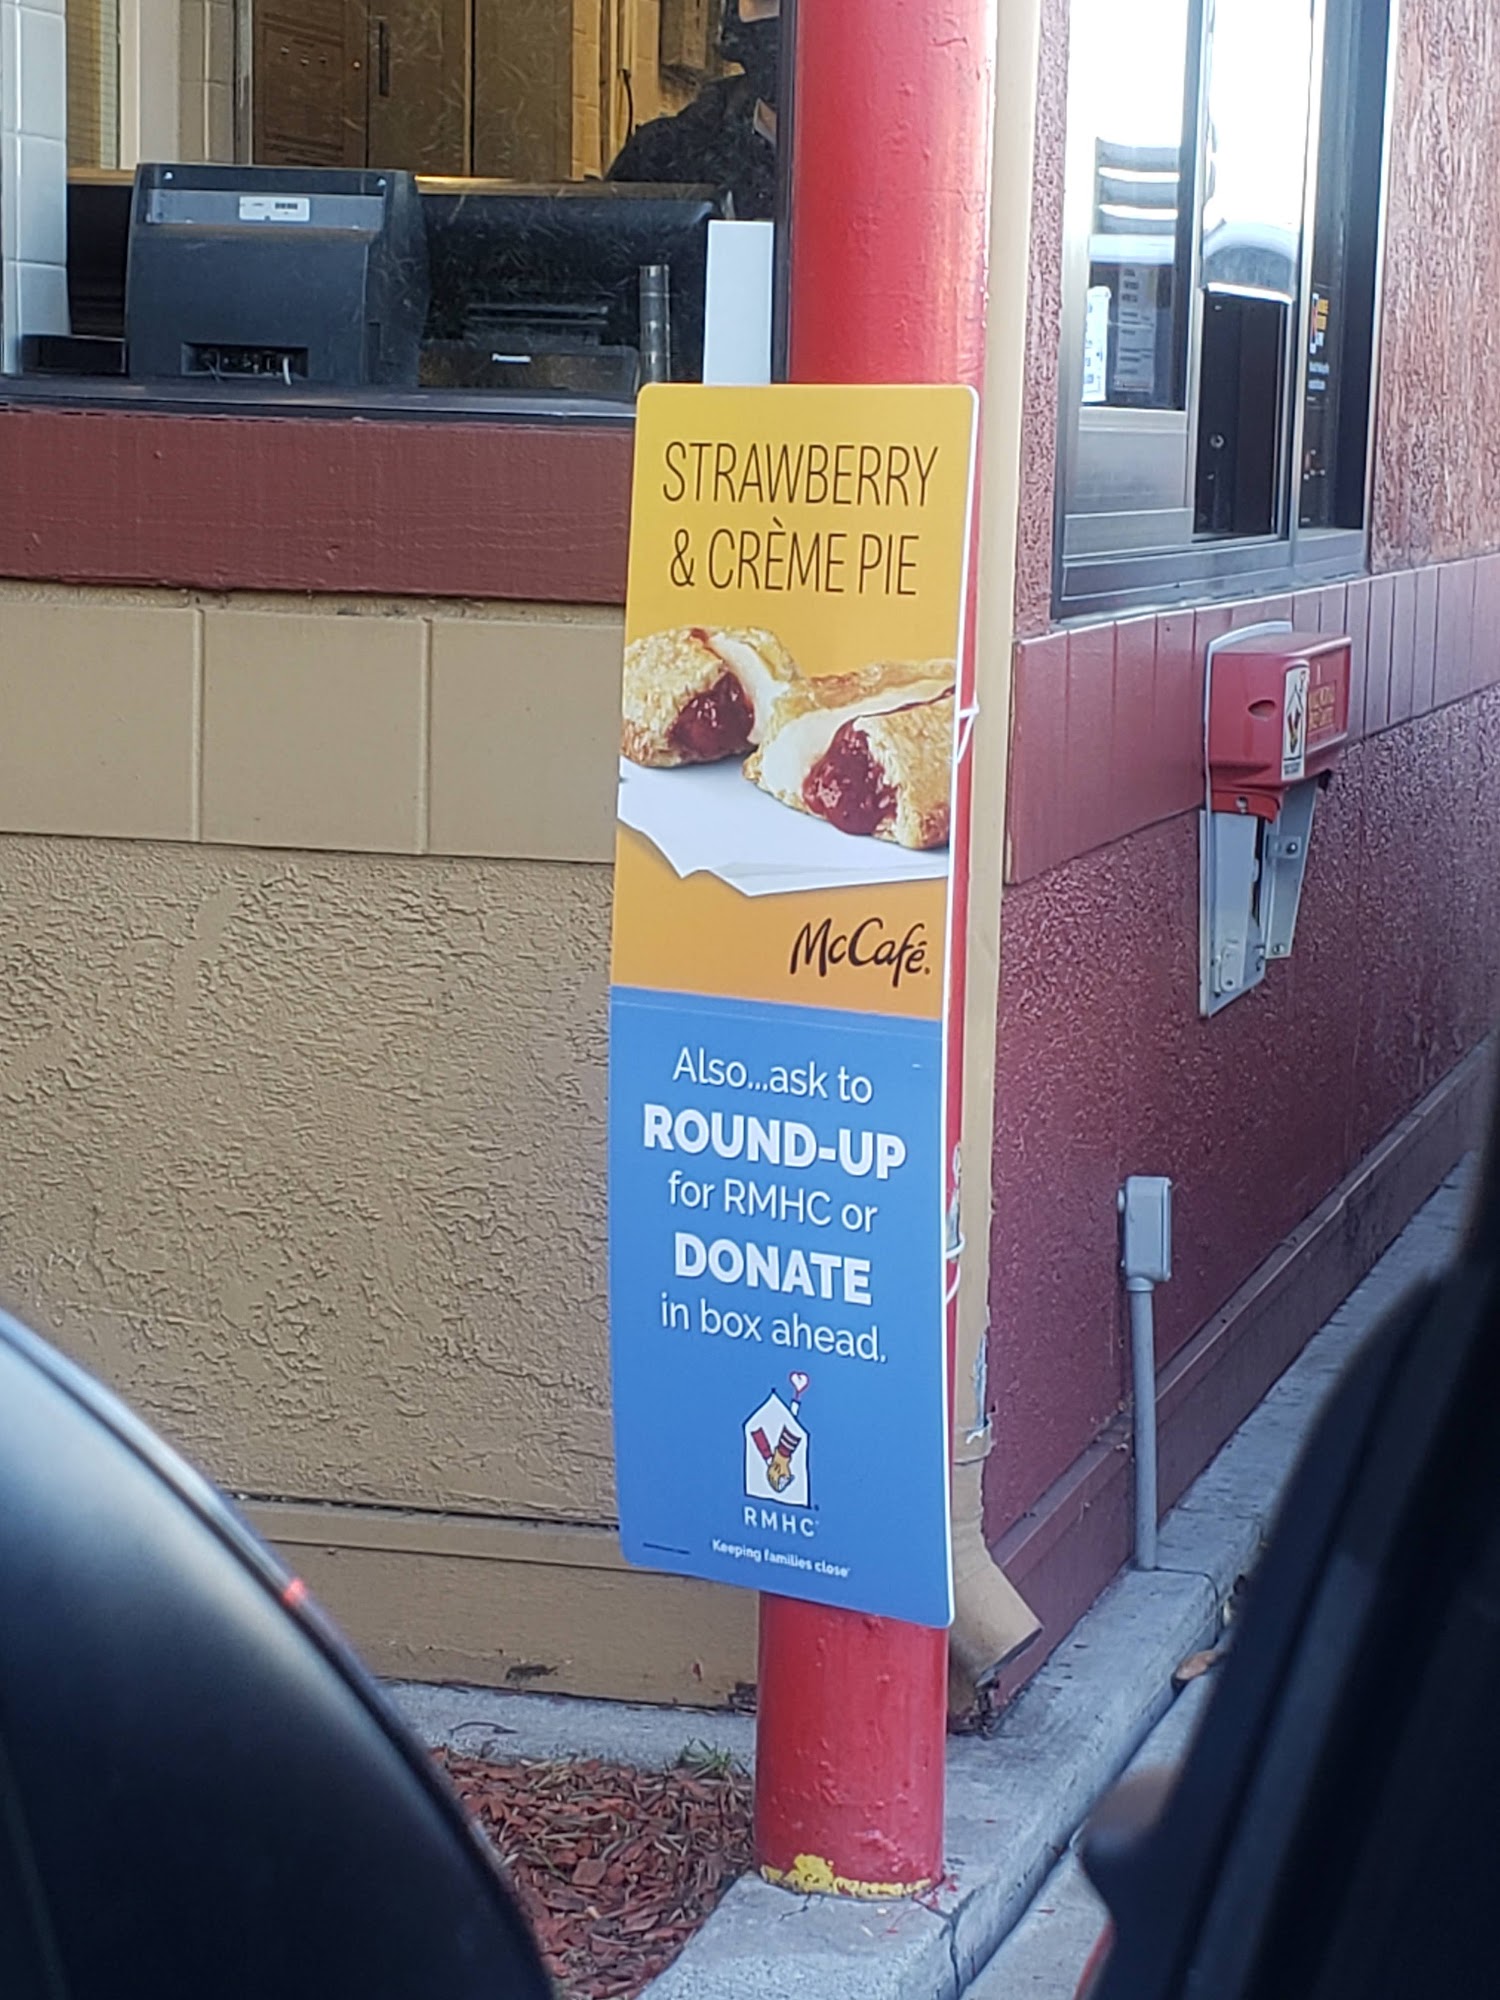 Panasonic
STRAWBERRY
& CRÈME PIE
McCafé.
Also...ask to
ROUND-UP
for RMHC or
DONATE
in box ahead.
RMHC
Keeping families close